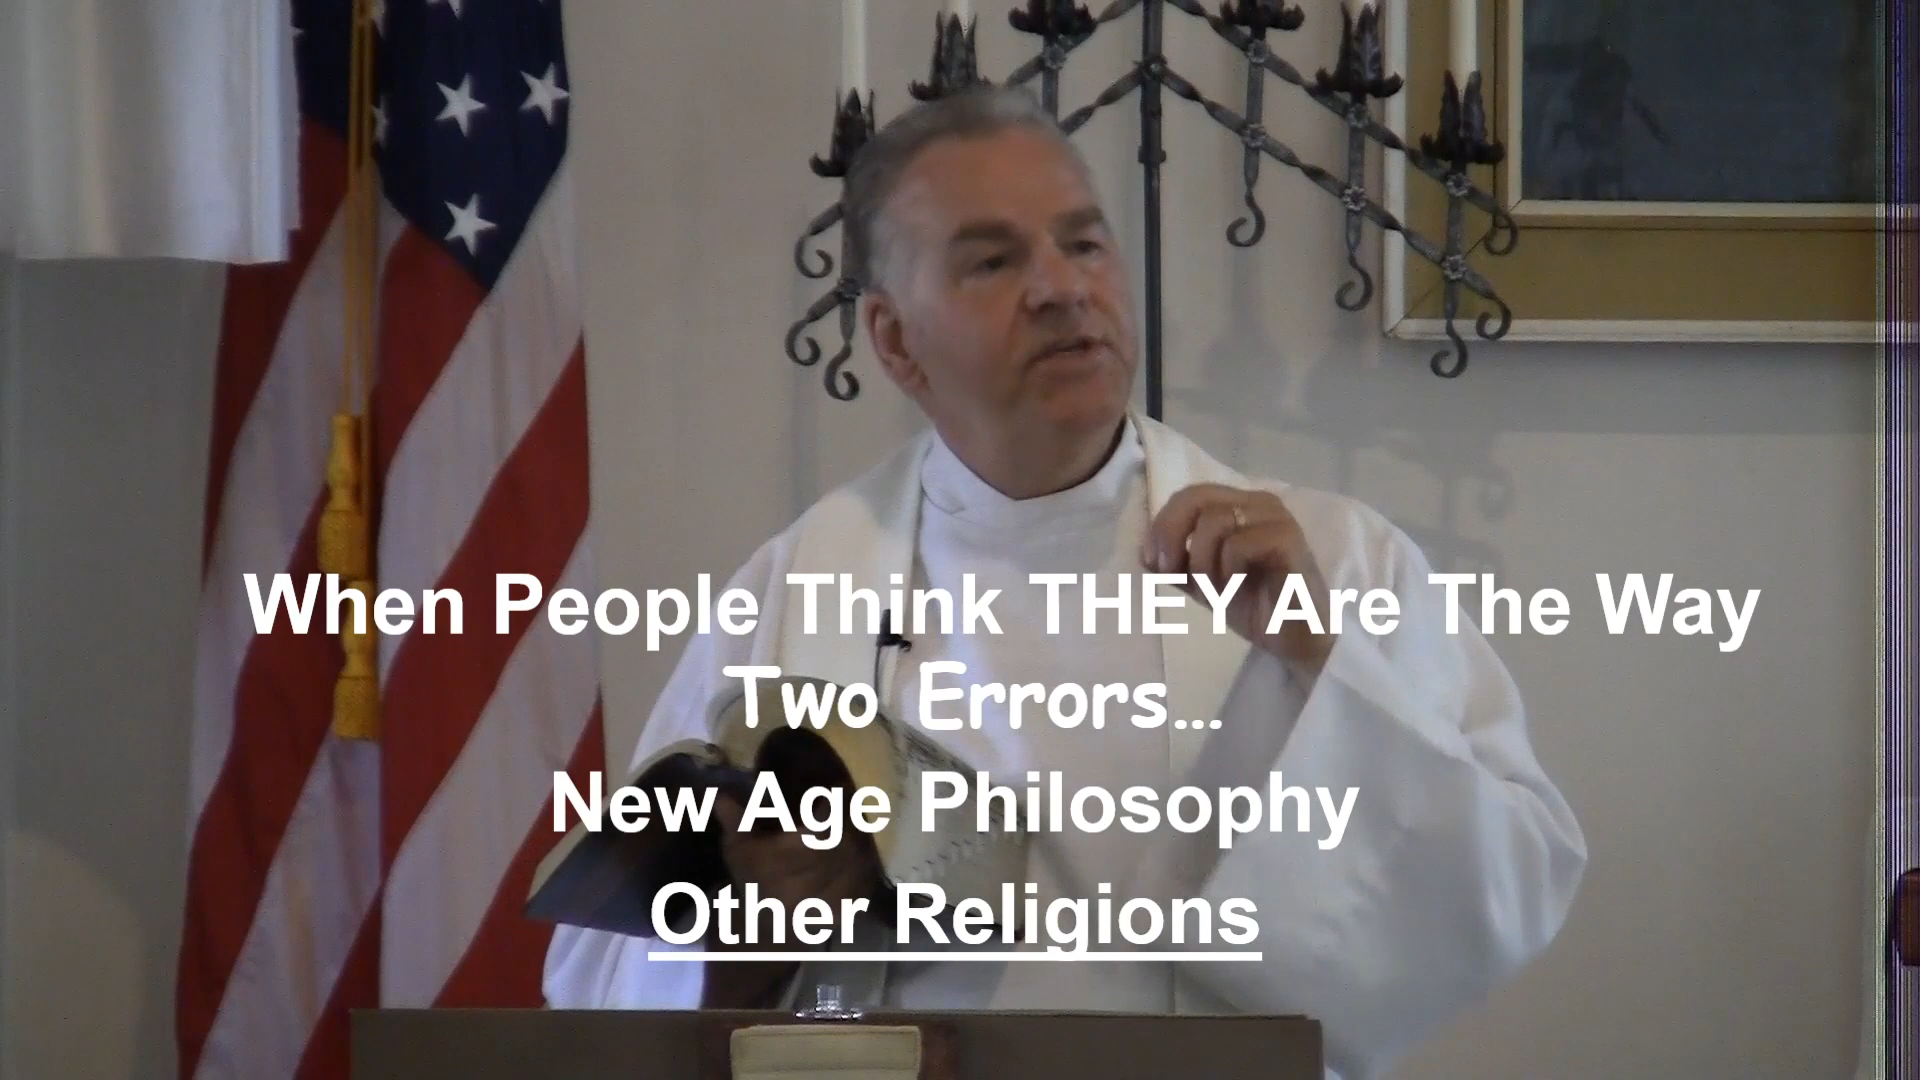 When People Think THEY Are The Way
Two Errors...
New Age Philosophy
Other Religions